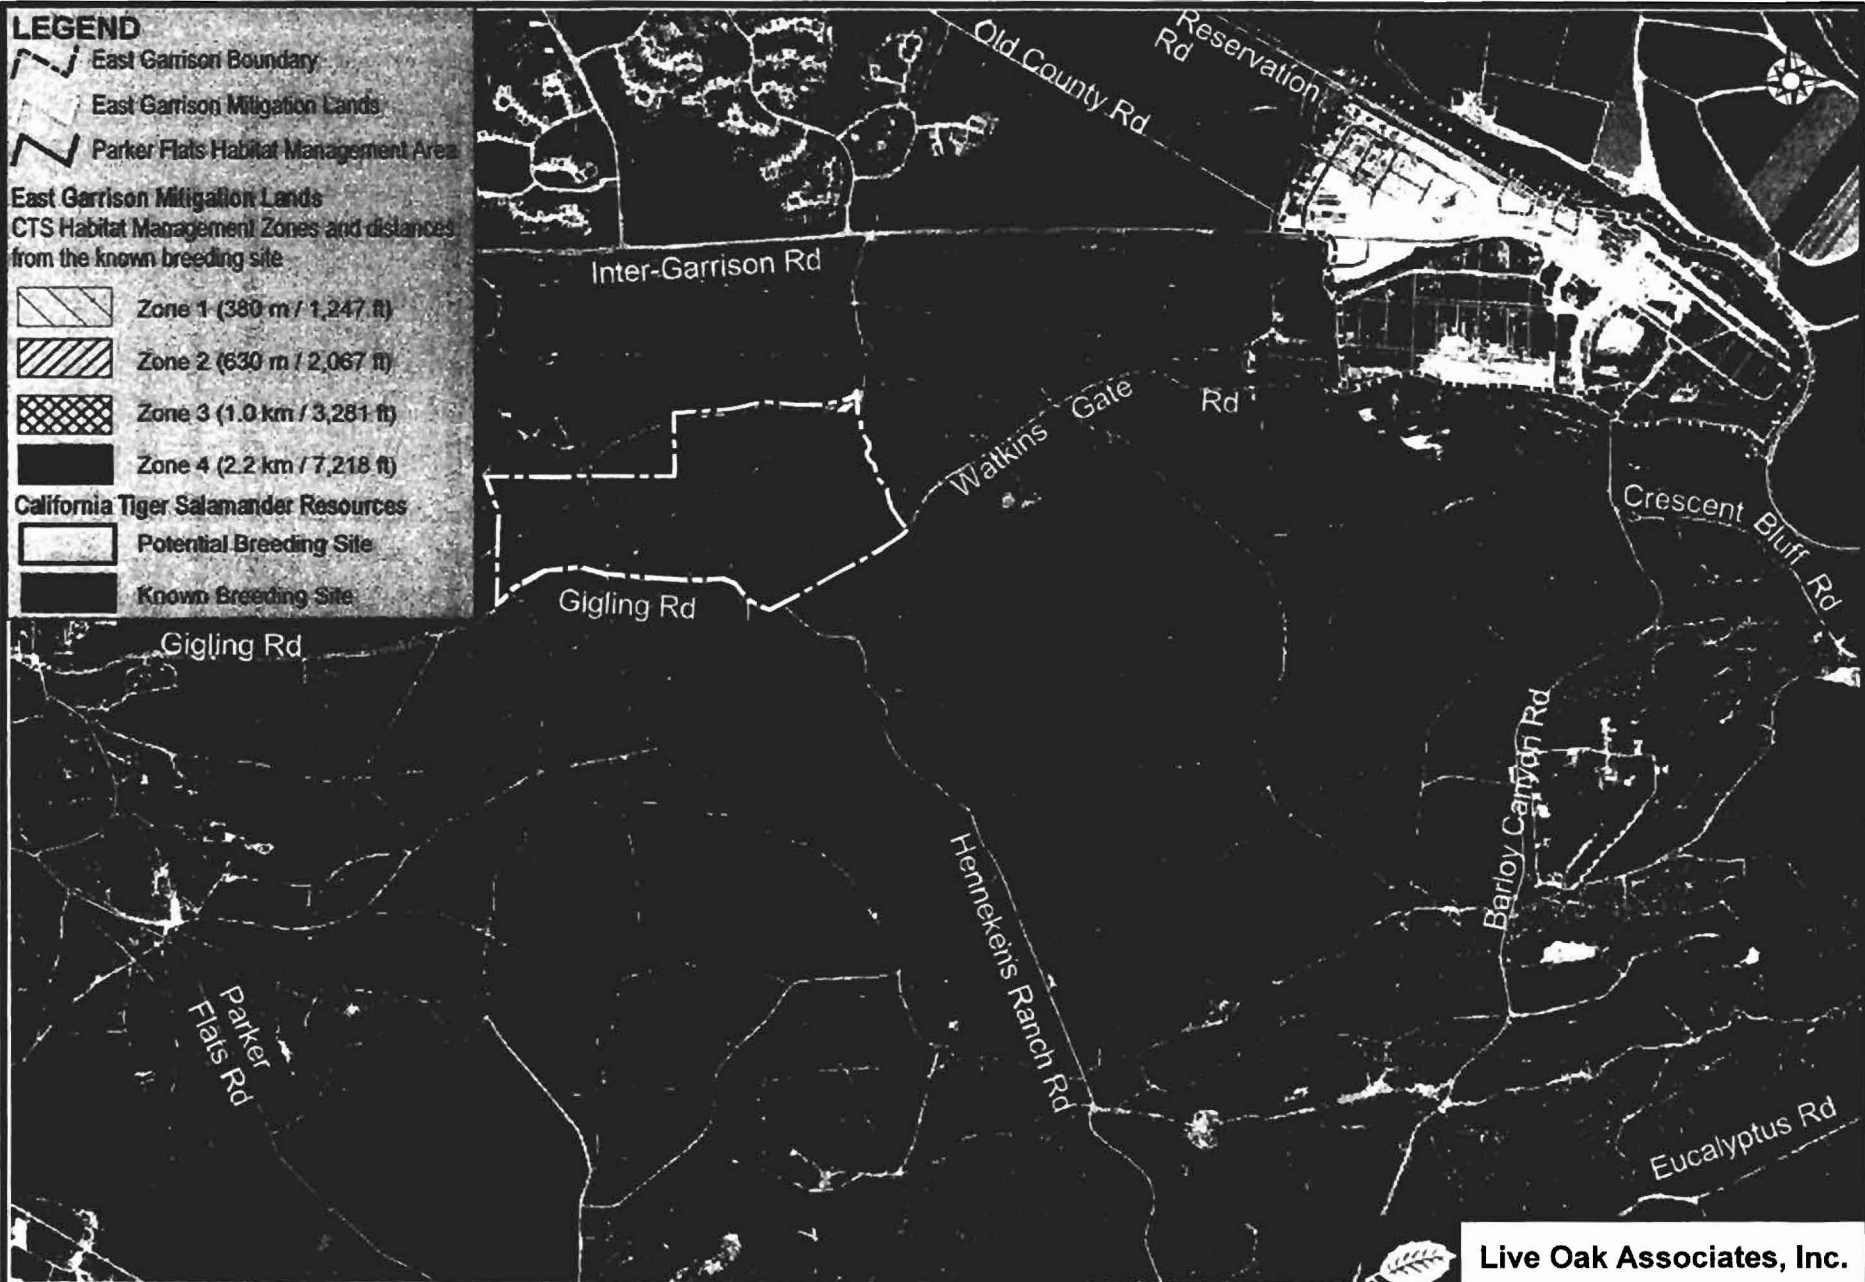 LEGEND
East Garrison Boundary
East Garrison Mitigation Lands
Parker Flats Habitat Management Area
East Garrison Mitigation Lands
CTS Habitat Management Zones and distances
from the known breeding site
Zone 1 (380 m / 1,247 ft)
Zone 2 (630 m / 2,067 ft)
Zone 3 (1.0 km / 3,281 ft)
Zone 4 (2.2 km / 7,218 ft)
California Tiger Salamander Resources
Potential Breeding Site
Known Breeding Site
Old County Rd
Reservation
Rd
Inter-Garrison Rd
Watkins Gate Rd
Crescent Bluff Rd
Gigling Rd
Gigling Rd
Barloy Canyon Rd
Henneken's Ranch Rd
Parker
Flats Rd
Eucalyptus Rd
Live Oak Associates, Inc.